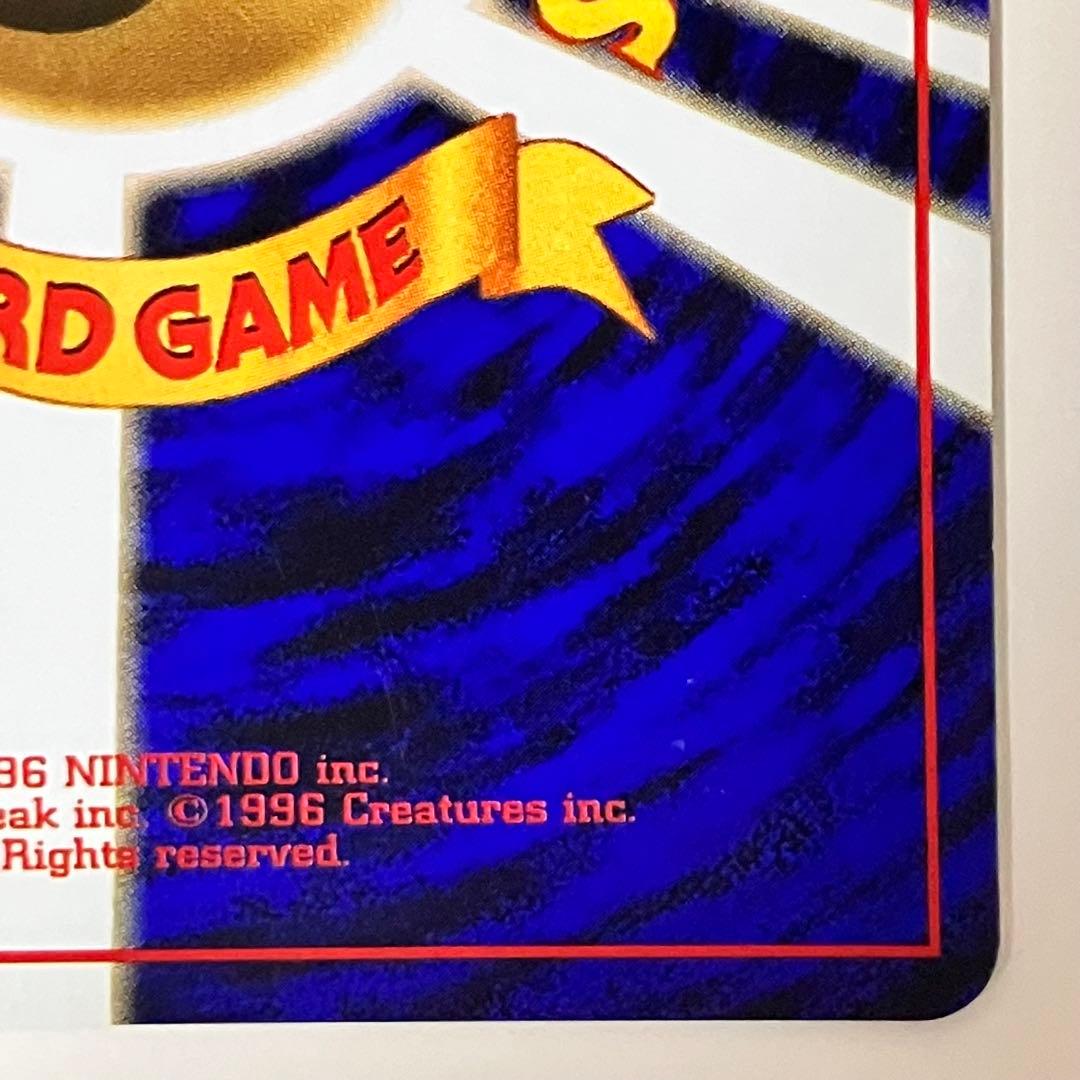 S
RD GAME
96 NINTENDO inc.
eak inc. ©1996 Creatures inc.
Rights reserved.